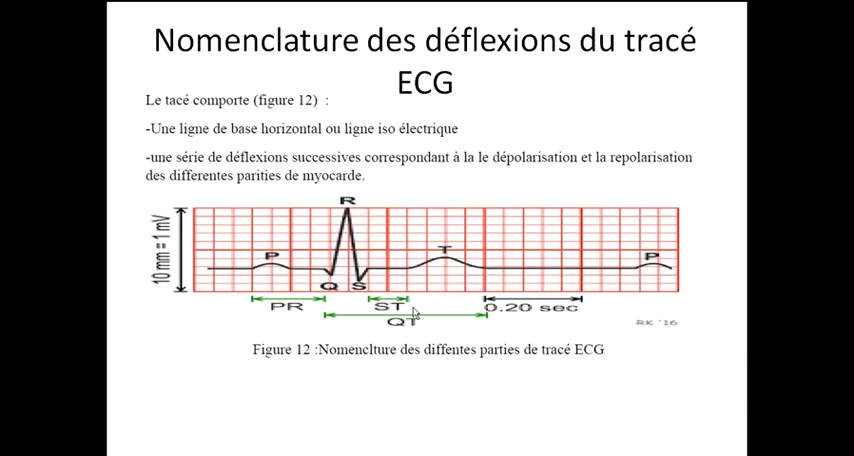 Nomenclature des déflexions du tracé
ECG
Le tacé comporte (figure 12) :
-Une ligne de base horizontal ou ligne iso électrique
-une série de déflexions successives correspondant à la le dépolarisation et la repolarisation
des differentes parities de myocarde.
R
10 mm = 1 mV
P
T
P
Q
S
PR
ST
0.20 sec
QT
RK '16
Figure 12 :Nomenclture des diffentes parties de tracé ECG